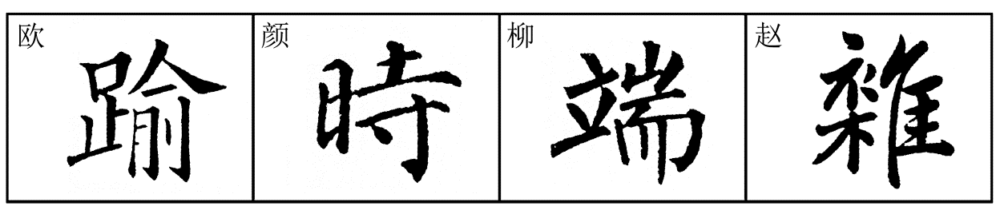 欧 踰 颜 時 柳 端 赵 雜